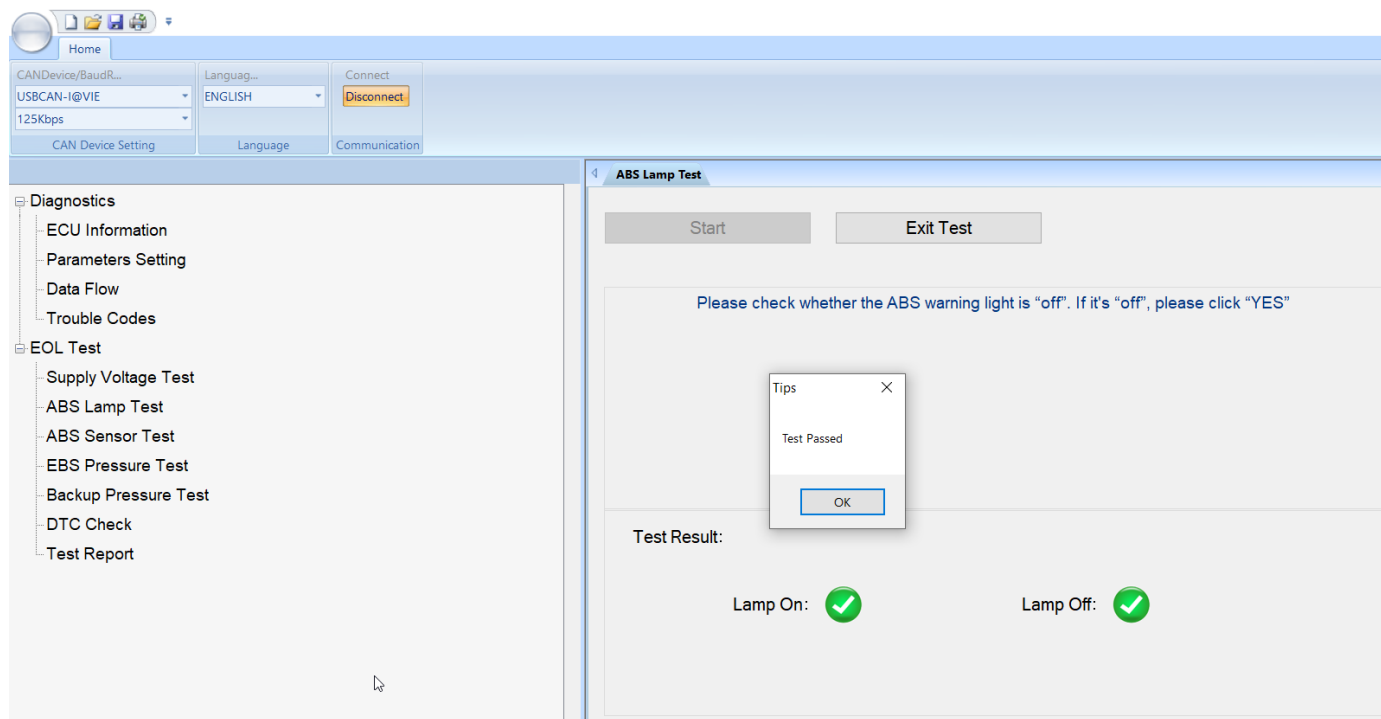 Home
CANDevice/BaudR...
Languag...
Connect
USBCAN-I@VIE
ENGLISH
Disconnect
125Kbps
CAN Device Setting
Language
Communication
ABS Lamp Test
Diagnostics
ECU Information
Parameters Setting
Data Flow
Trouble Codes
EOL Test
Supply Voltage Test
ABS Lamp Test
ABS Sensor Test
EBS Pressure Test
Backup Pressure Test
DTC Check
Test Report
Start
Exit Test
Please check whether the ABS warning light is “off”. If it's “off”, please click “YES”
Tips
Test Passed
OK
Test Result:
Lamp On:
Lamp Off: